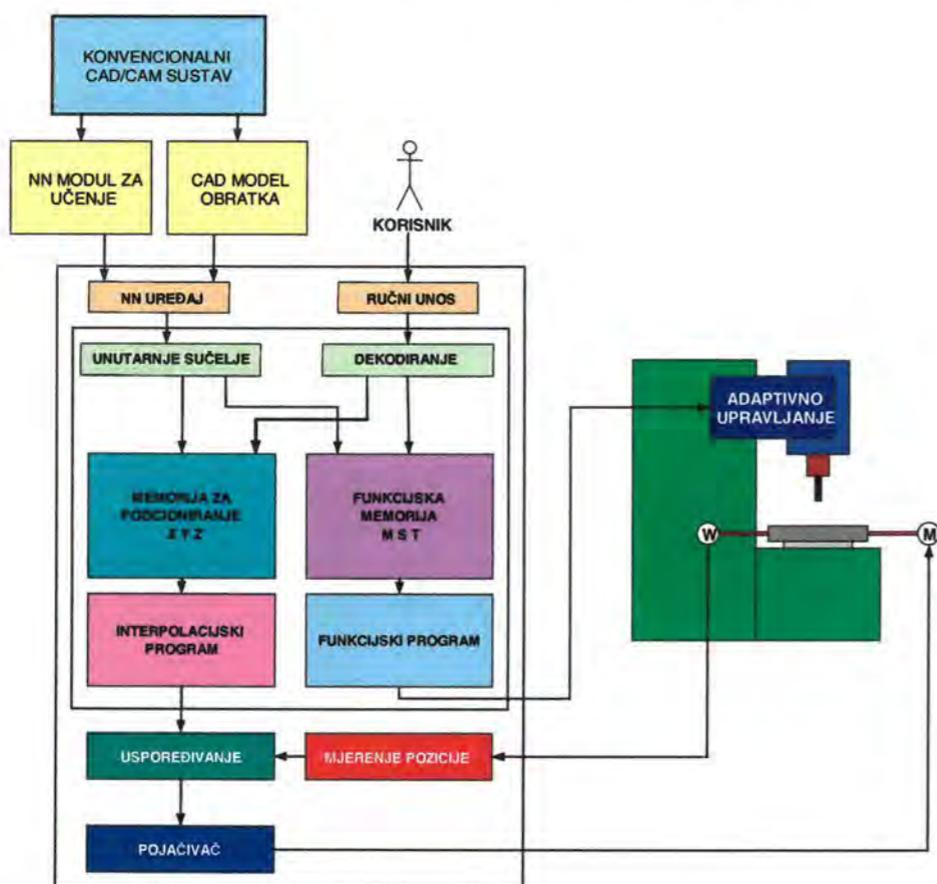 KONVENCIONALNI
CAD/CAM SUSTAV
NN MODUL ZA
UČENJE
CAD MODEL
OBRATKA
KORISNIK
NN UREĐAJ
RUČNI UNOS
UNUTARNJE SUČELJE
DEKODIRANJE
ADAPTIVNO
UPRAVLJANJE
MEMORIJA ZA
POZICIONIRANJE
X Y Z
FUNKCIJSKA
MEMORIJA
M S T
W
M
INTERPOLACIJSKI
PROGRAM
FUNKCIJSKI PROGRAM
USPOREĐIVANJE
MJERENJE POZICIJE
POJAČIVAČ